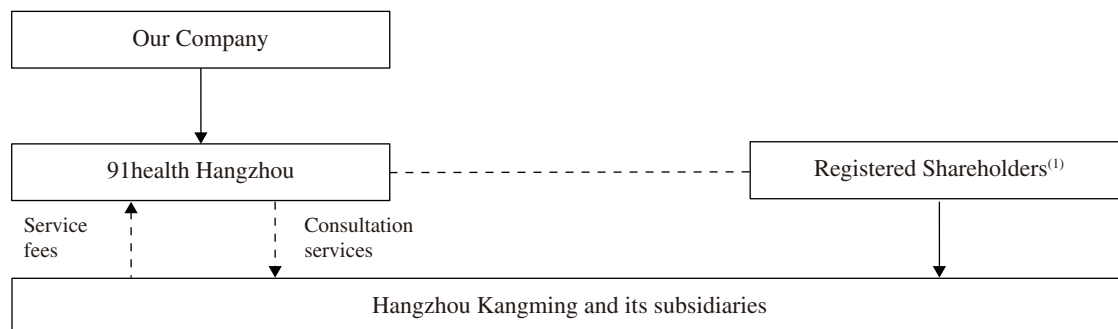 Our Company
91health Hangzhou
Registered Shareholders(1)
Service
fees
Consultation
services
Hangzhou Kangming and its subsidiaries